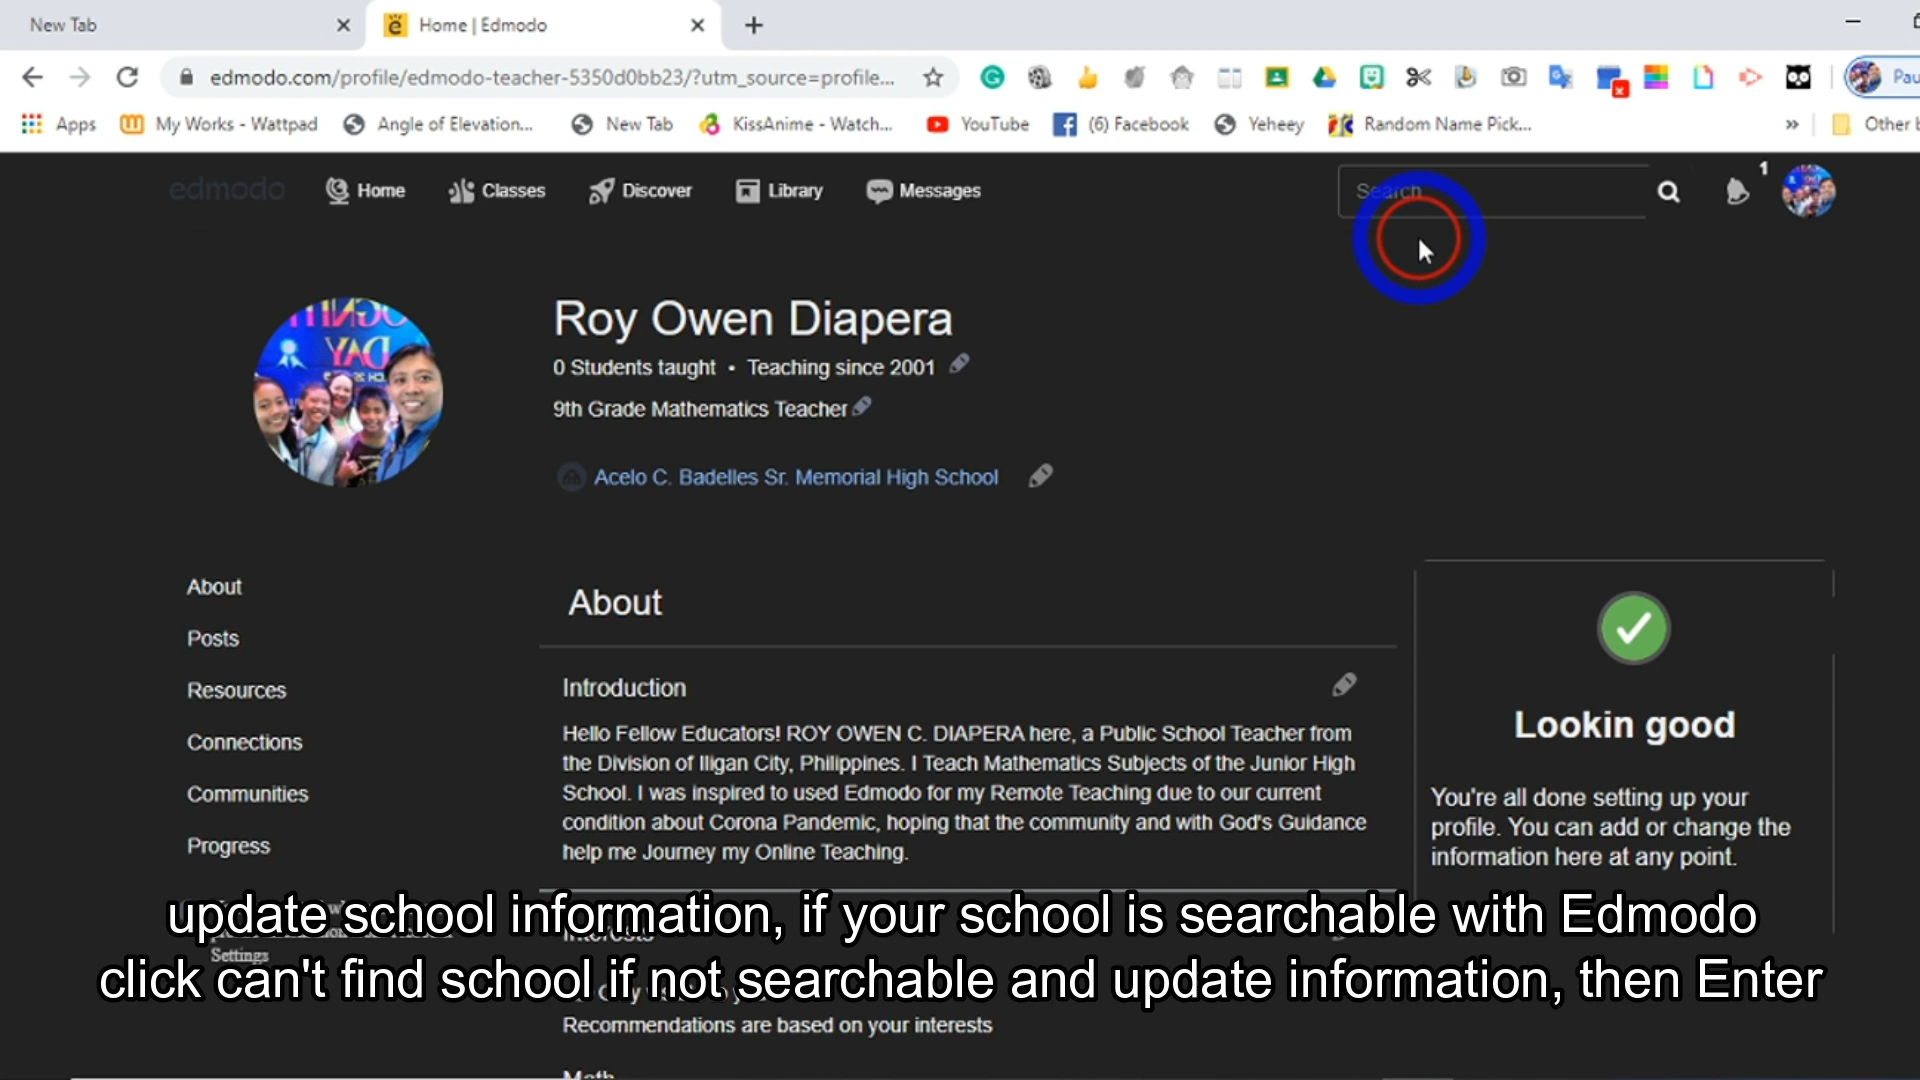 New Tab
Home | Edmodo
edmodo.com/profile/edmodo-teacher-5350d0bb23/?utm_source=profile...
Pau
Apps
My Works - Wattpad
Angle of Elevation...
New Tab
KissAnime - Watch...
YouTube
(6) Facebook
Yeheey
Random Name Pick...
»
Other b
edmodo
Home
Classes
Discover
Library
Messages
Search
1
Roy Owen Diapera
0 Students taught • Teaching since 2001
9th Grade Mathematics Teacher
Acelo C. Badelles Sr. Memorial High School
About
Posts
Resources
Connections
Communities
Progress
Settings
About
Introduction
Hello Fellow Educators! ROY OWEN C. DIAPERA here, a Public School Teacher from
the Division of Iligan City, Philippines. I Teach Mathematics Subjects of the Junior High
School. I was inspired to used Edmodo for my Remote Teaching due to our current
condition about Corona Pandemic, hoping that the community and with God's Guidance
help me Journey my Online Teaching.
Interests
Recommendations are based on your interests
Math
Lookin good
You're all done setting up your
profile. You can add or change the
information here at any point.
update school information, if your school is searchable with Edmodo
click can't find school if not searchable and update information, then Enter